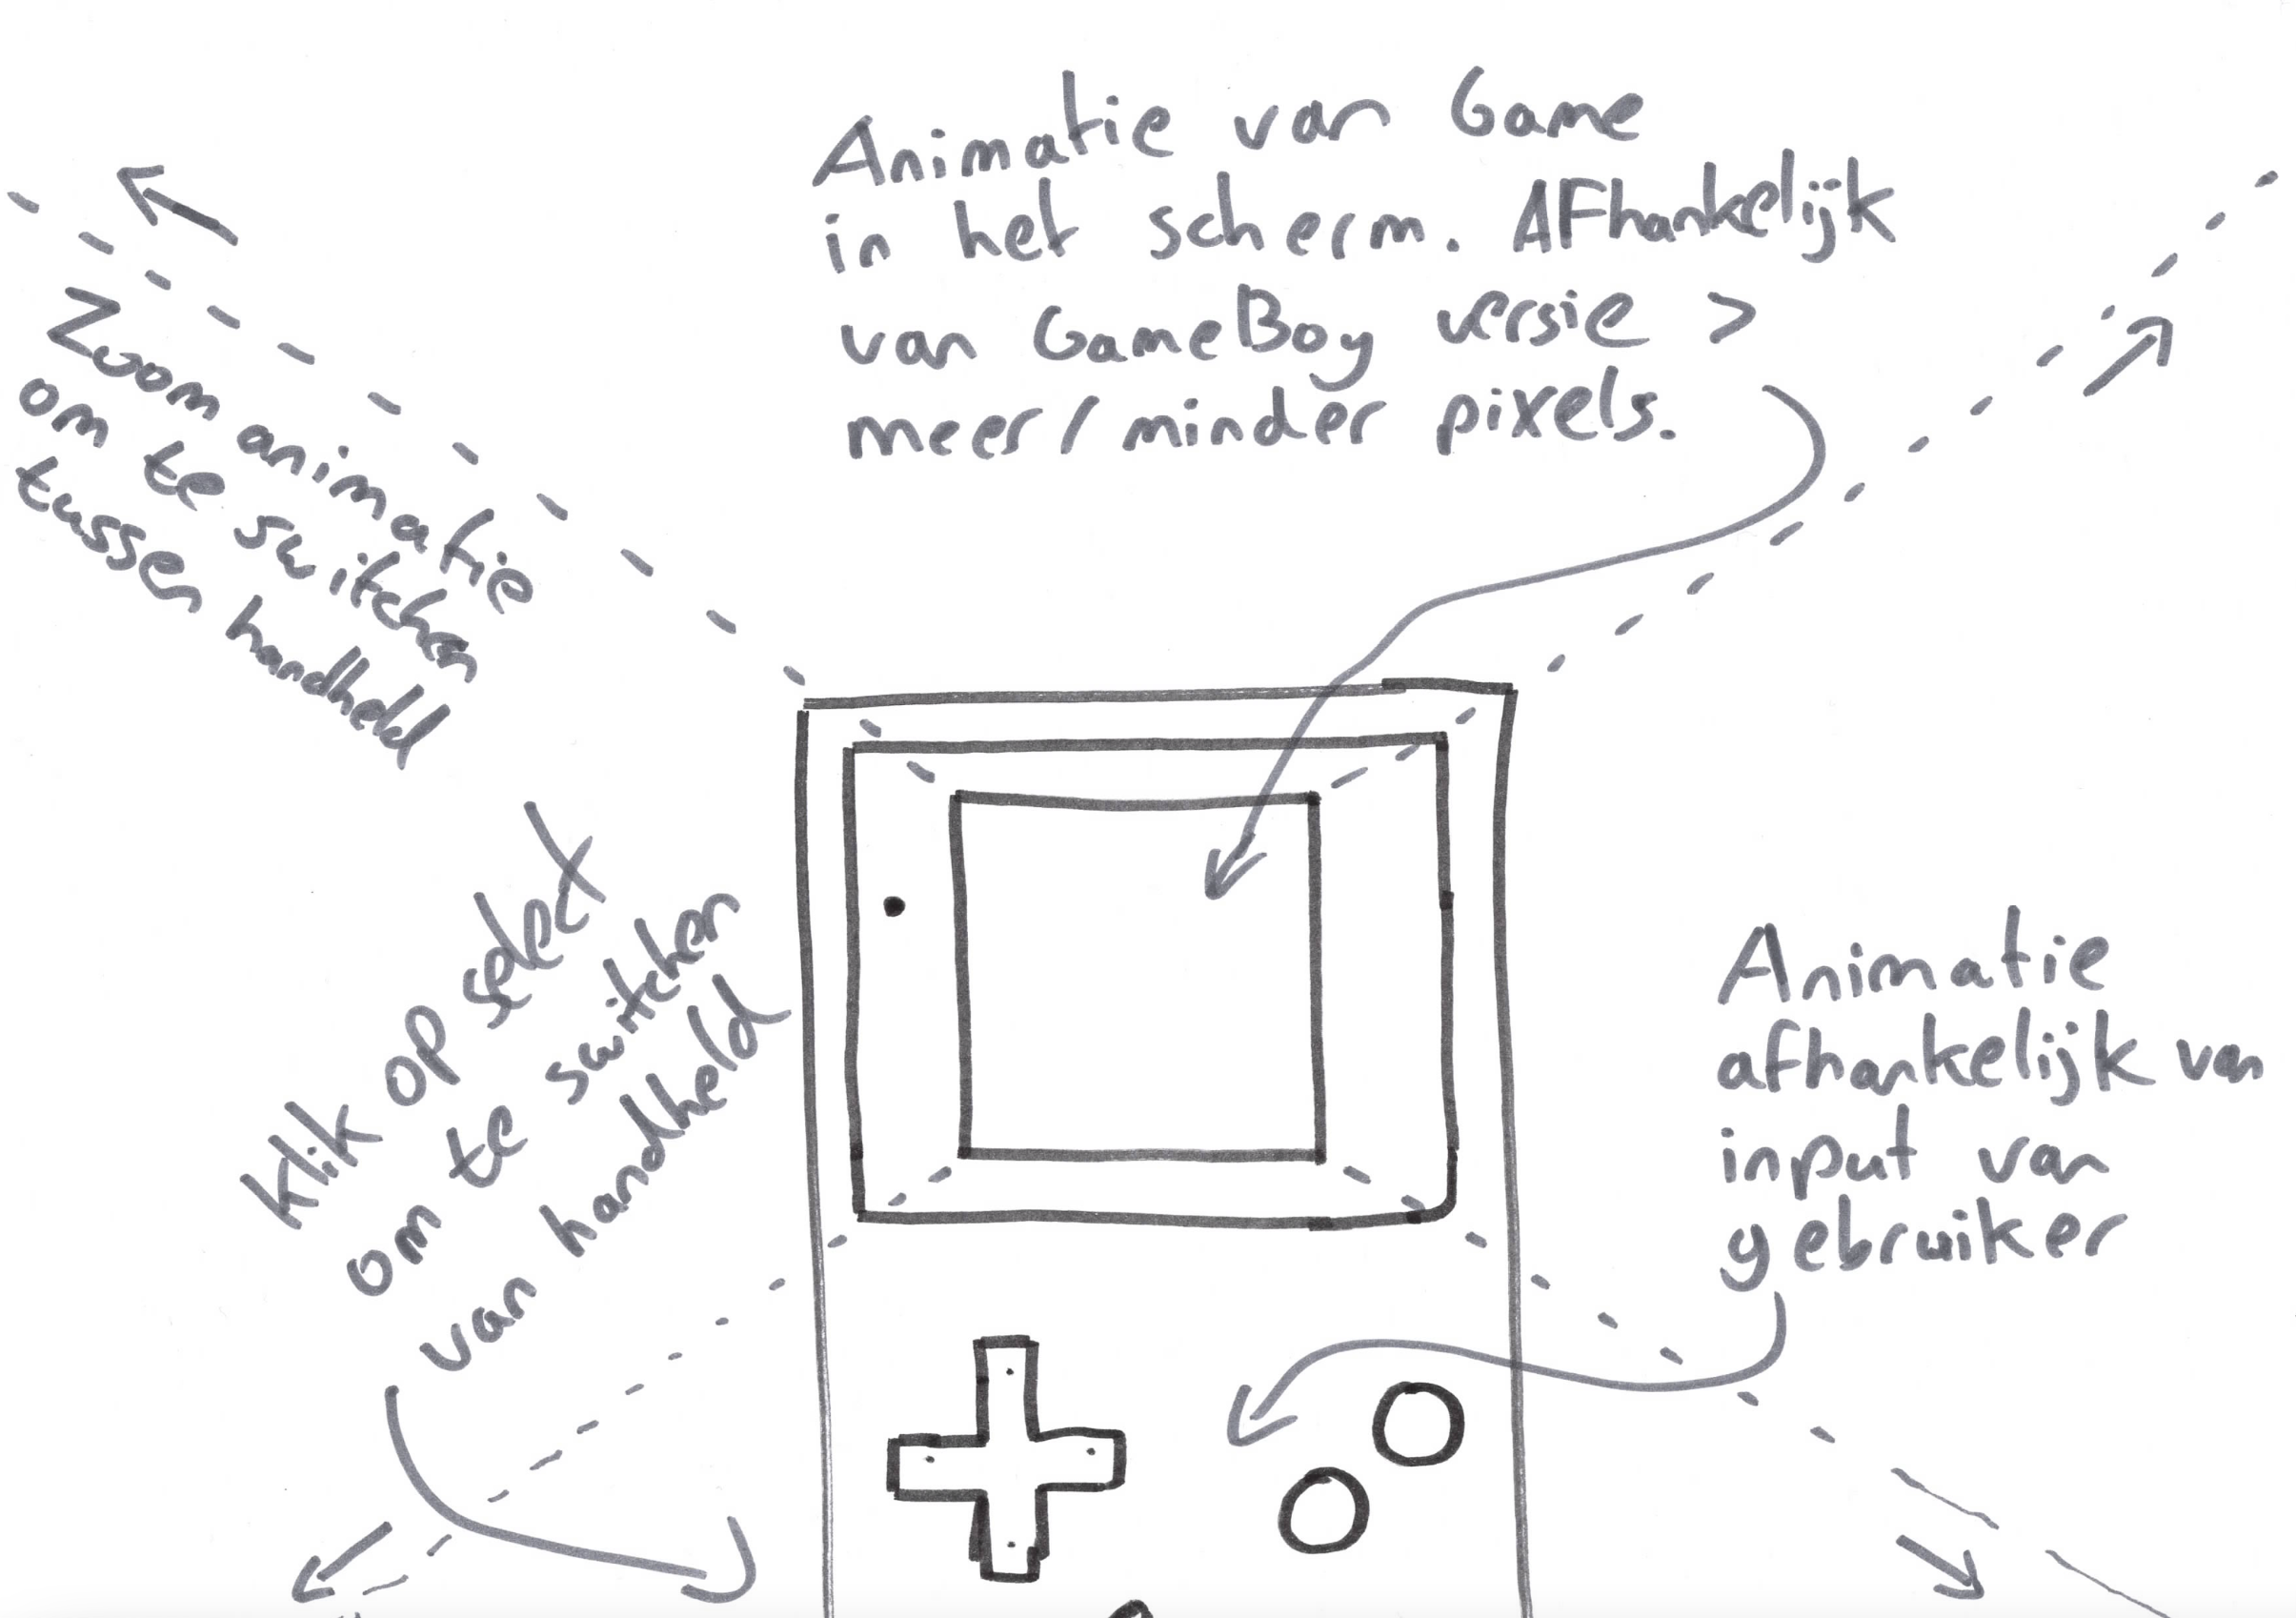 Animatie van Game
in het scherm. Afhankelijk
van GameBoy versie >
meer/minder pixels.
Zoom animatie
om te switchen
tussen handheld
Klik op select
om te switchen
van handheld
Animatie
afhankelijk van
input van
gebruiker